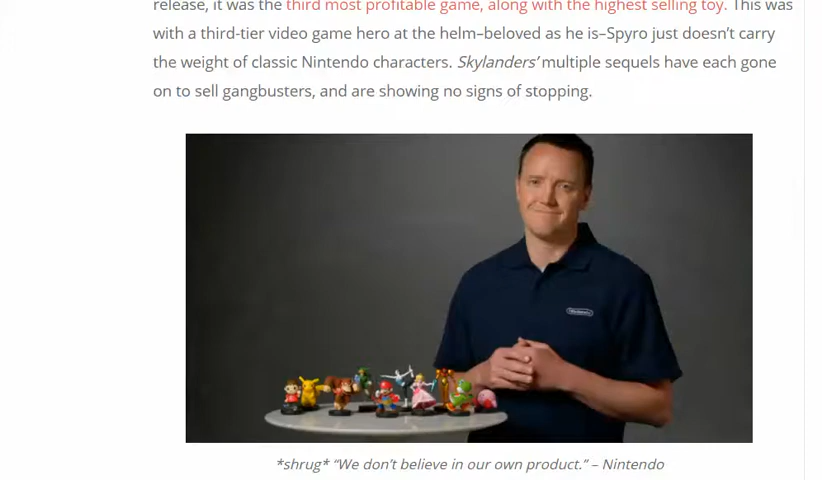 release, it was the third most profitable game, along with the highest selling toy. This was
with a third-tier video game hero at the helm–beloved as he is–Spyro just doesn’t carry
the weight of classic Nintendo characters. Skylanders’ multiple sequels have each gone
on to sell gangbusters, and are showing no signs of stopping.
Nintendo
*shrug* “We don’t believe in our own product.” – Nintendo